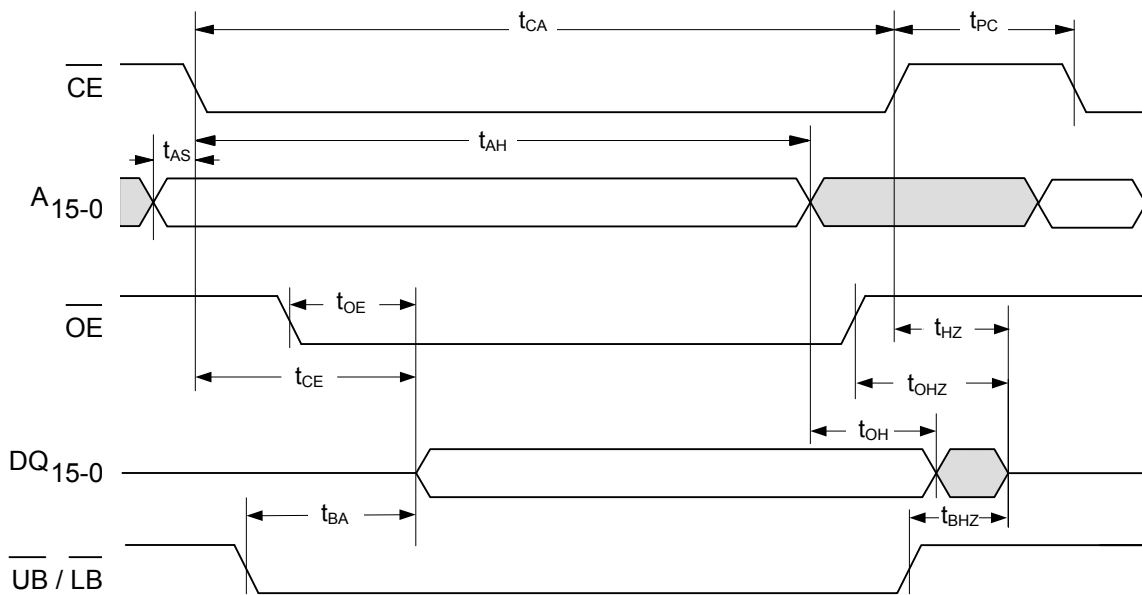 tCA
tPC
CE
tAH
tAS
A15-0
tOE
OE
tHZ
tCE
tOHZ
tOH
DQ15-0
tBA
tBHZ
UB / LB